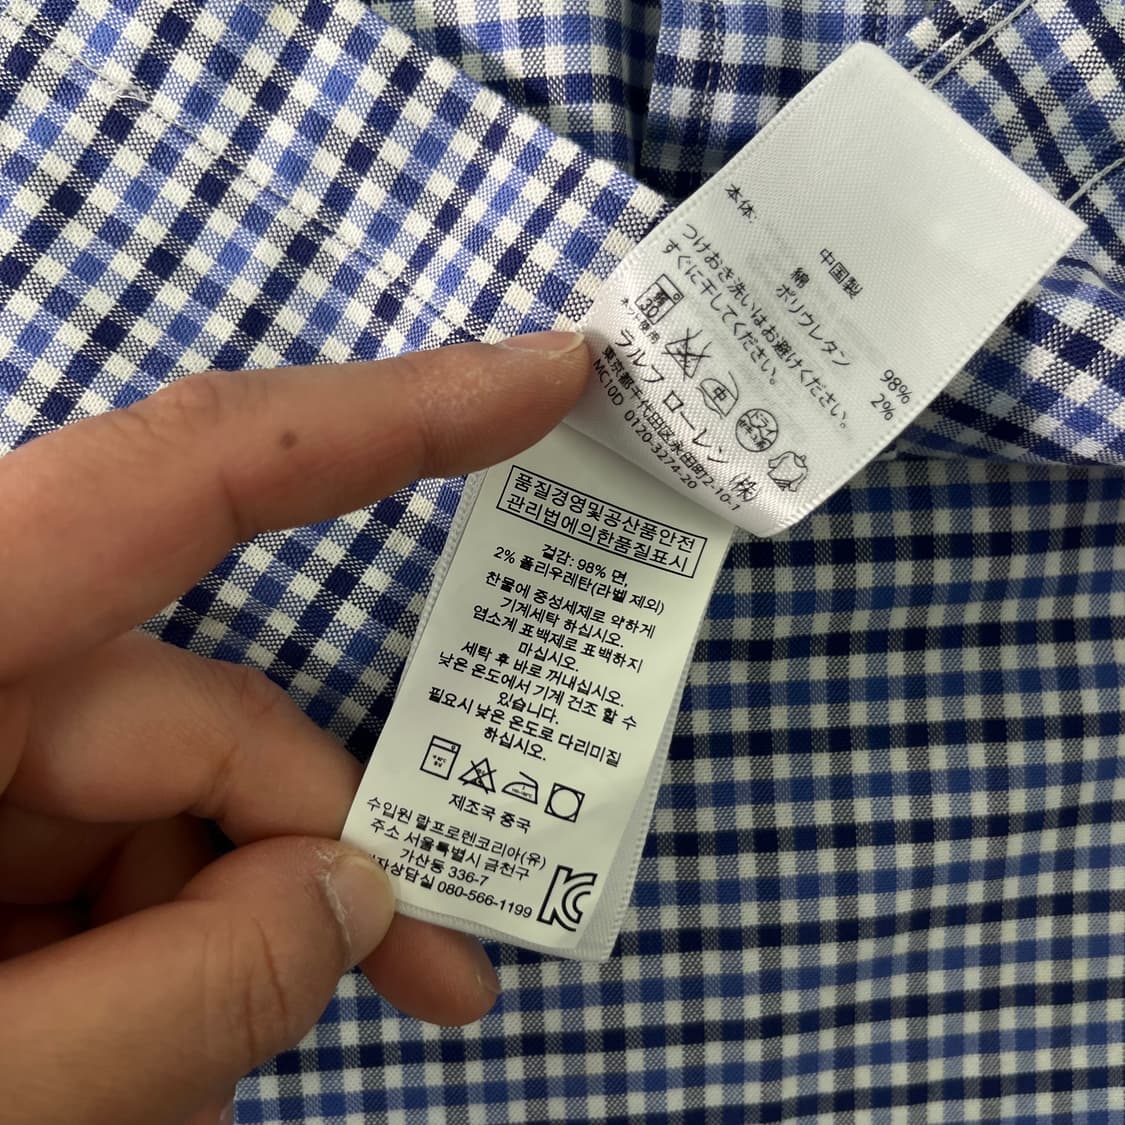 中国製
本体:
綿 98%
ポリウレタン 2%
つけおき洗いはお避けください。
すぐに干してください。
中
ドライ
ラルフ ローレン (株)
東京都千代田区永田町2-10-1
MC10D 0120-3274-20
품질경영및공산품안전
관리법에의한품질표시
겉감: 98% 면,
2% 폴리우레탄(라벨 제외)
찬물에 중성세제로 약하게
기계세탁 하십시오.
염소계 표백제로 표백하지
마십시오.
세탁 후 바로 꺼내십시오.
낮은 온도에서 기계 건조 할 수
있습니다.
필요시 낮은 온도로 다리미질
하십시오.
제조국 중국
수입원 랄프로렌코리아(유)
주소 서울특별시 금천구
가산동 336-7
상담실 080-566-1199